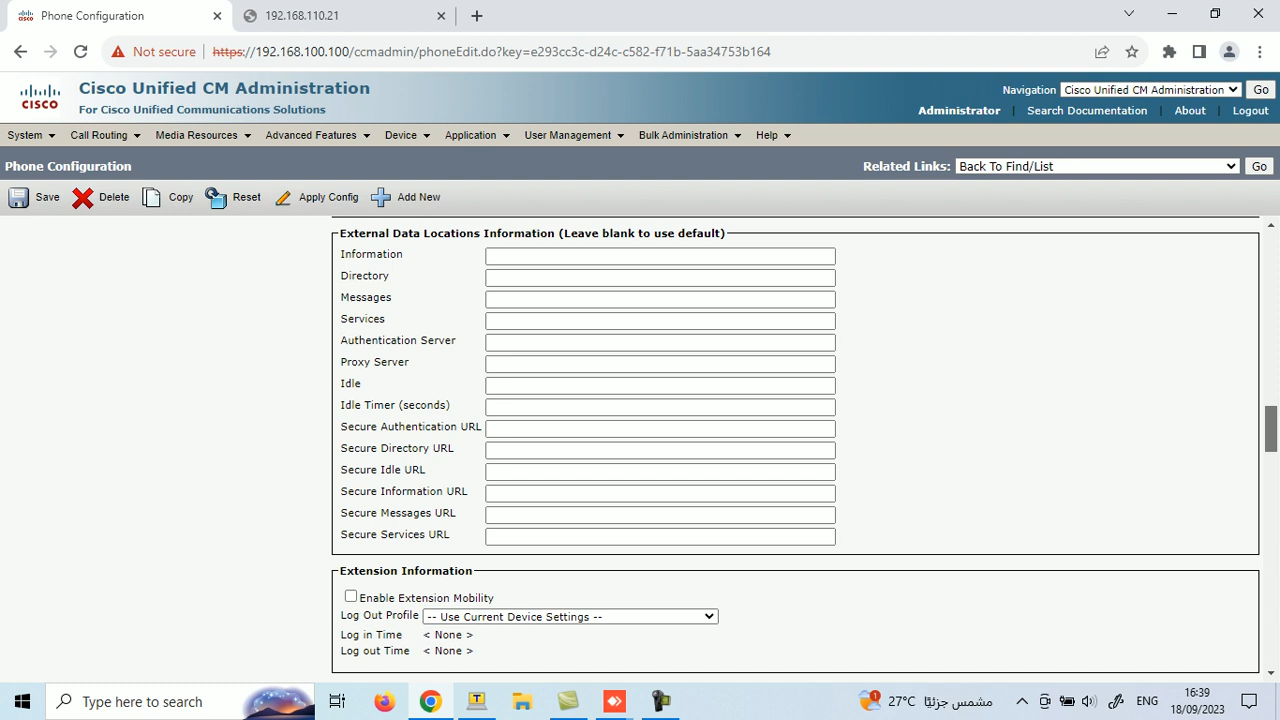 Phone Configuration
192.168.110.21
Not secure
https://192.168.100.100/ccmadmin/phoneEdit.do?key=e293cc3c-d24c-c582-f71b-5aa34753b164
CISCO
Cisco Unified CM Administration
For Cisco Unified Communications Solutions
Navigation Cisco Unified CM Administration Go
Administrator | Search Documentation | About | Logout
System Call Routing Media Resources Advanced Features Device Application User Management Bulk Administration Help
Phone Configuration
Related Links: Back To Find/List Go
Save Delete Copy Reset Apply Config Add New
External Data Locations Information (Leave blank to use default)
Information
Directory
Messages
Services
Authentication Server
Proxy Server
Idle
Idle Timer (seconds)
Secure Authentication URL
Secure Directory URL
Secure Idle URL
Secure Information URL
Secure Messages URL
Secure Services URL
Extension Information
Enable Extension Mobility
Log Out Profile -- Use Current Device Settings --
Log in Time < None >
Log out Time < None >
Type here to search
1
27°C مشمس جزئيًا
ENG
16:39
18/09/2023